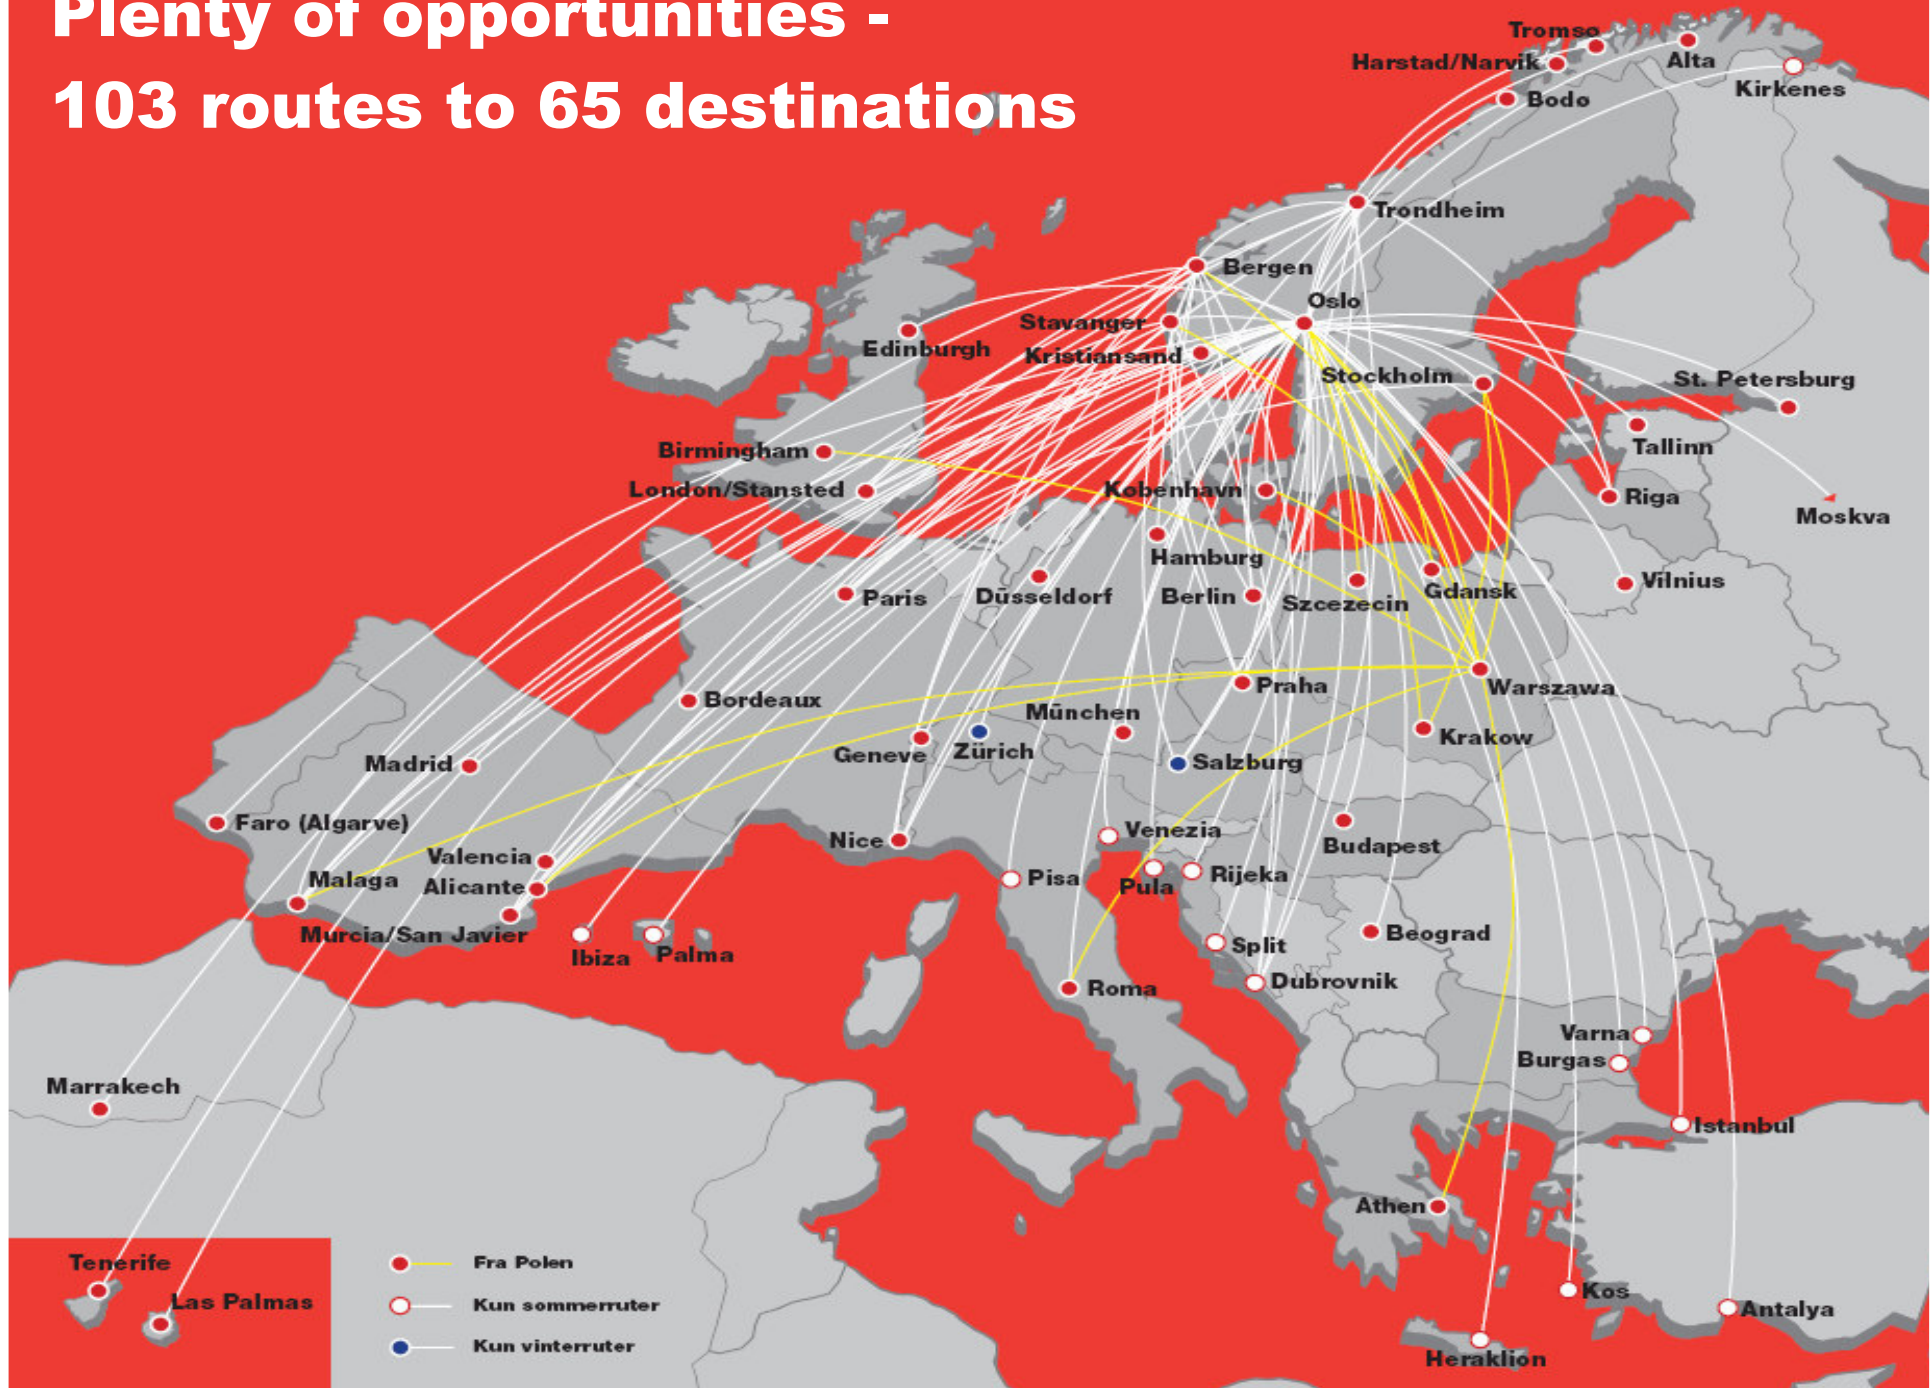 Plenty of opportunities -
103 routes to 65 destinations
Tromsø
Harstad/Narvik
Alta
Kirkenes
Bodø
Trondheim
Bergen
Oslo
Stavanger
Edinburgh
Kristiansand
Stockholm
St. Petersburg
Birmingham
Tallinn
London/Stansted
København
Riga
Moskva
Hamburg
Paris
Düsseldorf
Berlin
Szczezecin
Gdansk
Vilnius
Bordeaux
Praha
Warszawa
München
Geneve
Zürich
Krakow
Madrid
Salzburg
Faro (Algarve)
Nice
Venezia
Budapest
Valencia
Malaga
Alicante
Pisa
Pula
Rijeka
Murcia/San Javier
Ibiza
Palma
Split
Beograd
Roma
Dubrovnik
Varna
Burgas
Marrakech
Istanbul
Athen
Tenerife
Las Palmas
Kos
Antalya
Heraklion
Fra Polen
Kun sommerruter
Kun vinterruter